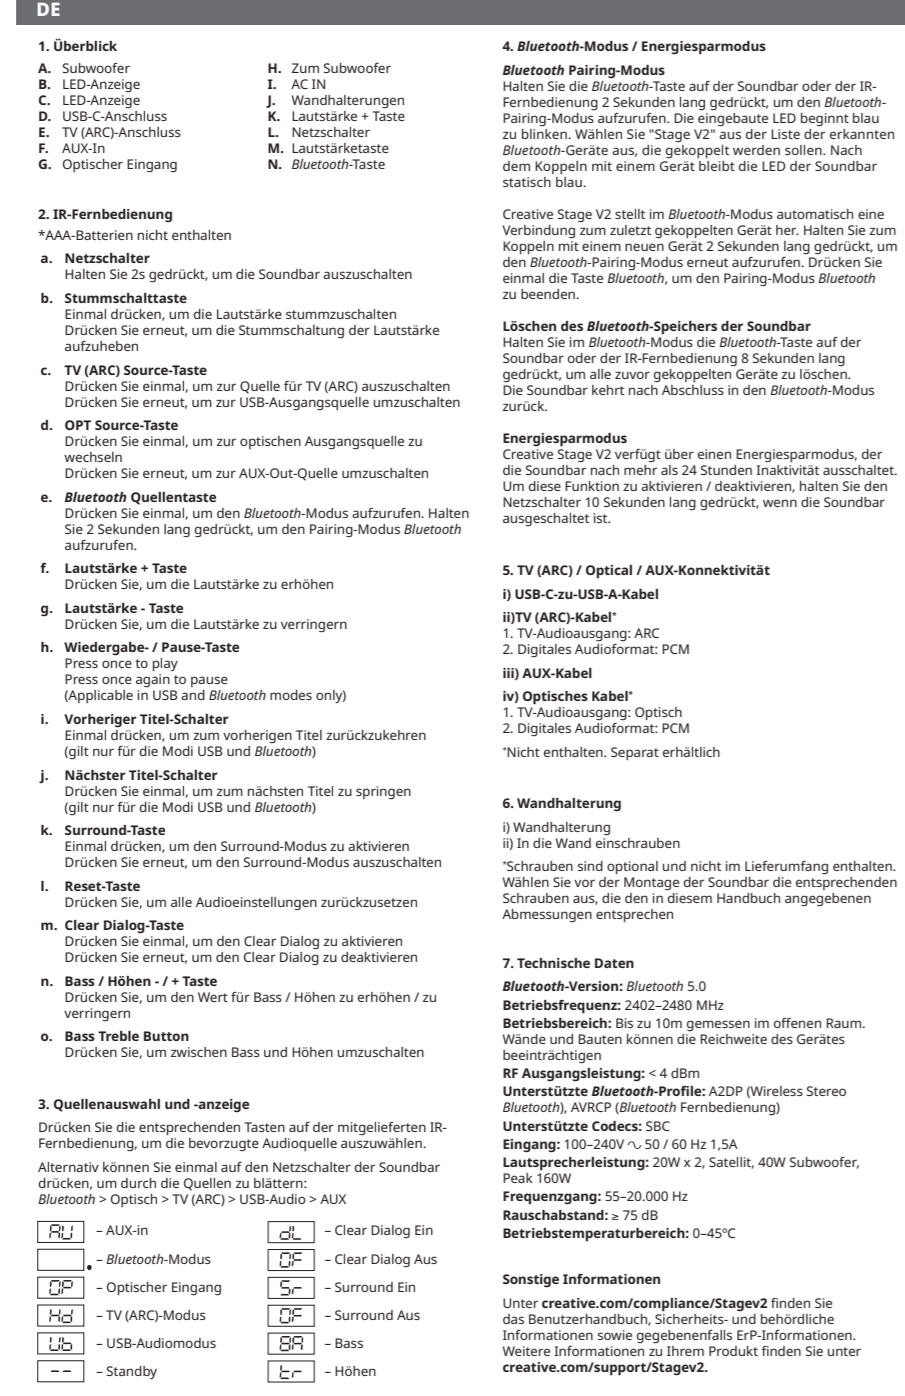 DE
1. Überblick
A. Subwoofer
B. LED-Anzeige
C. LED-Anzeige
D. USB-C-Anschluss
E. TV (ARC)-Anschluss
F. AUX-In
G. Optischer Eingang
H. Zum Subwoofer
I. AC IN
J. Wandhalterungen
K. Lautstärke + Taste
L. Netzschalter
M. Lautstärketaste
N. Bluetooth-Taste
2. IR-Fernbedienung
*AAA-Batterien nicht enthalten
a. Netzschalter
Halten Sie 2s gedrückt, um die Soundbar auszuschalten
b. Stummschalttaste
Einmal drücken, um die Lautstärke stummzuschalten
Drücken Sie erneut, um die Stummschaltung der Lautstärke
aufzuheben
c. TV (ARC) Source-Taste
Drücken Sie einmal, um zur Quelle für TV (ARC) auszuschalten
Drücken Sie erneut, um zur USB-Ausgangsquelle umzuschalten
d. OPT Source-Taste
Drücken Sie einmal, um zur optischen Ausgangsquelle zu
wechseln
Drücken Sie erneut, um zur AUX-Out-Quelle umzuschalten
e. Bluetooth Quellentaste
Drücken Sie einmal, um den Bluetooth-Modus aufzurufen. Halten
Sie 2 Sekunden lang gedrückt, um den Pairing-Modus Bluetooth
aufzurufen.
f. Lautstärke + Taste
Drücken Sie, um die Lautstärke zu erhöhen
g. Lautstärke - Taste
Drücken Sie, um die Lautstärke zu verringern
h. Wiedergabe- / Pause-Taste
Press once to play
Press once again to pause
(Applicable in USB and Bluetooth modes only)
i. Vorheriger Titel-Schalter
Einmal drücken, um zum vorherigen Titel zurückzukehren
(gilt nur für die Modi USB und Bluetooth)
j. Nächster Titel-Schalter
Drücken Sie einmal, um zum nächsten Titel zu springen
(gilt nur für die Modi USB und Bluetooth)
k. Surround-Taste
Einmal drücken, um den Surround-Modus zu aktivieren
Drücken Sie erneut, um den Surround-Modus auszuschalten
l. Reset-Taste
Drücken Sie, um alle Audioeinstellungen zurückzusetzen
m. Clear Dialog-Taste
Drücken Sie einmal, um den Clear Dialog zu aktivieren
Drücken Sie erneut, um den Clear Dialog zu deaktivieren
n. Bass / Höhen - / + Taste
Drücken Sie, um den Wert für Bass / Höhen zu erhöhen / zu
verringern
o. Bass Treble Button
Drücken Sie, um zwischen Bass und Höhen umzuschalten
3. Quellenauswahl und -anzeige
Drücken Sie die entsprechenden Tasten auf der mitgelieferten IR-
Fernbedienung, um die bevorzugte Audioquelle auszuwählen.
Alternativ können Sie einmal auf den Netzschalter der Soundbar
drücken, um durch die Quellen zu blättern:
Bluetooth > Optisch > TV (ARC) > USB-Audio > AUX
AU – AUX-in
. – Bluetooth-Modus
OP – Optischer Eingang
Hd – TV (ARC)-Modus
Ub – USB-Audiomodus
-- – Standby
dL – Clear Dialog Ein
OF – Clear Dialog Aus
Sr – Surround Ein
OF – Surround Aus
BA – Bass
tr – Höhen
4. Bluetooth-Modus / Energiesparmodus
Bluetooth Pairing-Modus
Halten Sie die Bluetooth-Taste auf der Soundbar oder der IR-
Fernbedienung 2 Sekunden lang gedrückt, um den Bluetooth-
Pairing-Modus aufzurufen. Die eingebaute LED beginnt blau
zu blinken. Wählen Sie "Stage V2" aus der Liste der erkannten
Bluetooth-Geräte aus, die gekoppelt werden sollen. Nach
dem Koppeln mit einem Gerät bleibt die LED der Soundbar
statisch blau.
Creative Stage V2 stellt im Bluetooth-Modus automatisch eine
Verbindung zum zuletzt gekoppelten Gerät her. Halten Sie zum
Koppeln mit einem neuen Gerät 2 Sekunden lang gedrückt, um
den Bluetooth-Pairing-Modus erneut aufzurufen. Drücken Sie
einmal die Taste Bluetooth, um den Pairing-Modus Bluetooth
zu beenden.
Löschen des Bluetooth-Speichers der Soundbar
Halten Sie im Bluetooth-Modus die Bluetooth-Taste auf der
Soundbar oder der IR-Fernbedienung 8 Sekunden lang
gedrückt, um alle zuvor gekoppelten Geräte zu löschen.
Die Soundbar kehrt nach Abschluss in den Bluetooth-Modus
zurück.
Energiesparmodus
Creative Stage V2 verfügt über einen Energiesparmodus, der
die Soundbar nach mehr als 24 Stunden Inaktivität ausschaltet.
Um diese Funktion zu aktivieren / deaktivieren, halten Sie den
Netzschalter 10 Sekunden lang gedrückt, wenn die Soundbar
ausgeschaltet ist.
5. TV (ARC) / Optical / AUX-Konnektivität
i) USB-C-zu-USB-A-Kabel
ii)TV (ARC)-Kabel*
1. TV-Audioausgang: ARC
2. Digitales Audioformat: PCM
iii) AUX-Kabel
iv) Optisches Kabel*
1. TV-Audioausgang: Optisch
2. Digitales Audioformat: PCM
*Nicht enthalten. Separat erhältlich
6. Wandhalterung
i) Wandhalterung
ii) In die Wand einschrauben
*Schrauben sind optional und nicht im Lieferumfang enthalten.
Wählen Sie vor der Montage der Soundbar die entsprechenden
Schrauben aus, die den in diesem Handbuch angegebenen
Abmessungen entsprechen
7. Technische Daten
Bluetooth-Version: Bluetooth 5.0
Betriebsfrequenz: 2402–2480 MHz
Betriebsbereich: Bis zu 10m gemessen im offenen Raum.
Wände und Bauten können die Reichweite des Gerätes
beeinträchtigen
RF Ausgangsleistung: < 4 dBm
Unterstützte Bluetooth-Profile: A2DP (Wireless Stereo
Bluetooth), AVRCP (Bluetooth Fernbedienung)
Unterstützte Codecs: SBC
Eingang: 100–240V ∿ 50 / 60 Hz 1,5A
Lautsprecherleistung: 20W x 2, Satellit, 40W Subwoofer,
Peak 160W
Frequenzgang: 55–20.000 Hz
Rauschabstand: ≥ 75 dB
Betriebstemperaturbereich: 0–45ºC
Sonstige Informationen
Unter creative.com/compliance/Stagev2 finden Sie
das Benutzerhandbuch, Sicherheits- und behördliche
Informationen sowie gegebenenfalls ErP-Informationen.
Weitere Informationen zu Ihrem Produkt finden Sie unter
creative.com/support/Stagev2.